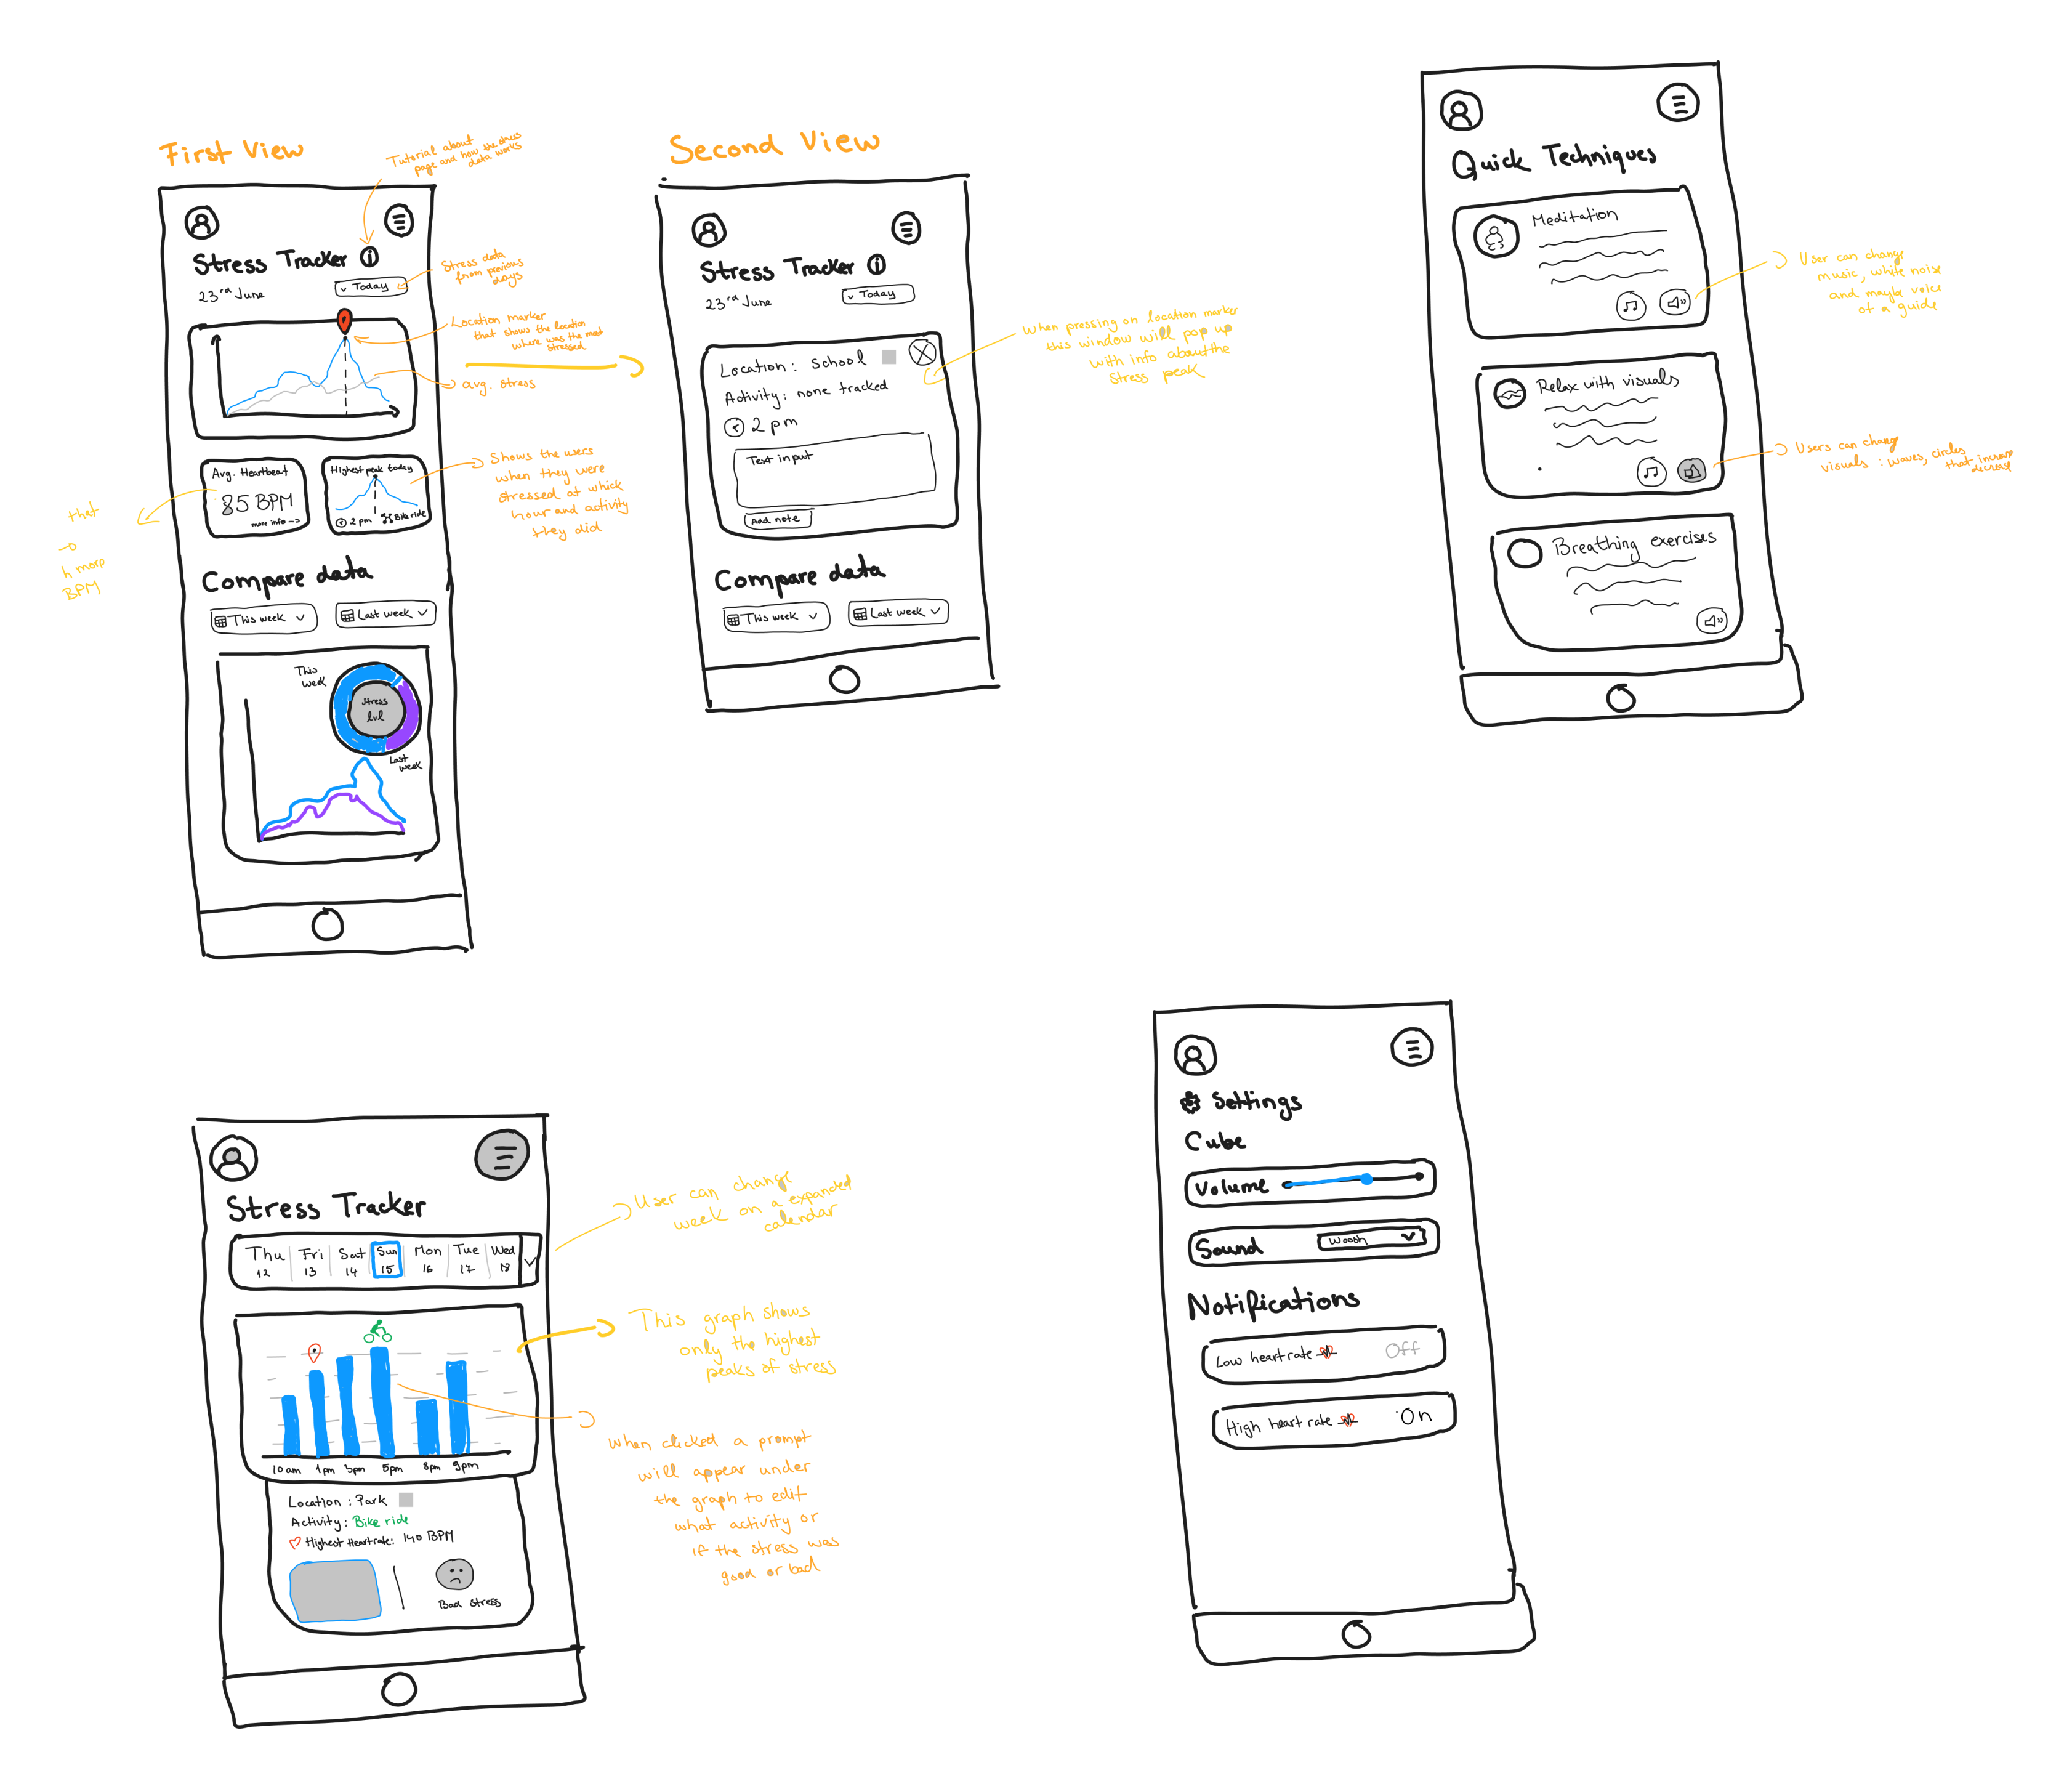 First View
Tutorial about
page and how the stress
data works
Stress Tracker i
23rd June
Today
Stress data
from previous
days
Location marker
that shows the location
where was the most
stressed
avg. stress
Avg. Heartbeat
85 BPM
more info →
Highest peak today
2 pm
Bike ride
Shows the users
when they were
stressed at which
hour and activity
they did
that
BPM
Compare data
This week
Last week
This
week
Stress
lvl
Last
week
Second View
Stress Tracker i
23rd June
Today
Location: School
Activity: none tracked
2 pm
Text input
Add note
Compare data
This week
Last week
When pressing on location marker
this window will pop up
with info about the
stress peak
Quick Techniques
Meditation
User can change
music, white noise
and maybe voice
of a guide
Relax with visuals
Users can change
visuals: waves, circles
that increase
Breathing exercises
Stress Tracker
Thu Fri Sat Sun Mon Tue Wed
12 13 14 15 16 17 18
User can change
week on a expanded
calendar
This graph shows
only the highest
peaks of stress
10 am 1 pm 3pm 5pm 8pm 9pm
When clicked a prompt
will appear under
the graph to edit
what activity or
if the stress was
good or bad
Location: Park
Activity: Bike ride
Highest Heartrate: 140 BPM
Bad stress
Settings
Cube
Volume
Sound
Woosh
Notifications
Low heart rate
Off
High heart rate
On